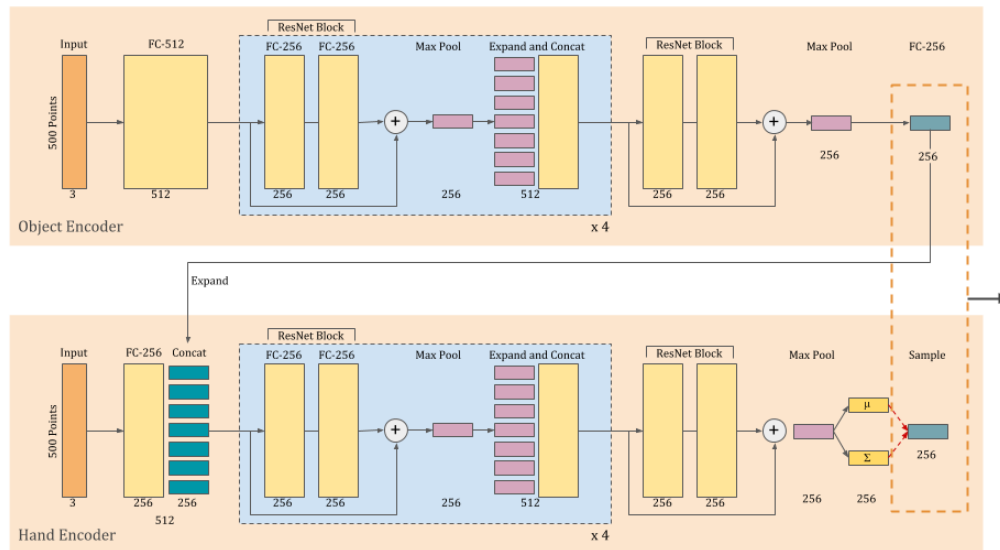 ResNet Block
ResNet Block
Input
FC-512
FC-256
FC-256
Max Pool
Expand and Concat
Max Pool
FC-256
500 Points
+
+
256
256
3
512
256
256
256
512
256
256
Object Encoder
x 4
Expand
ResNet Block
ResNet Block
Input
FC-256
Concat
FC-256
FC-256
Max Pool
Expand and Concat
Max Pool
Sample
500 Points
μ
+
+
Σ
256
3
256
256
256
256
256
512
256
256
256
256
512
Hand Encoder
x 4